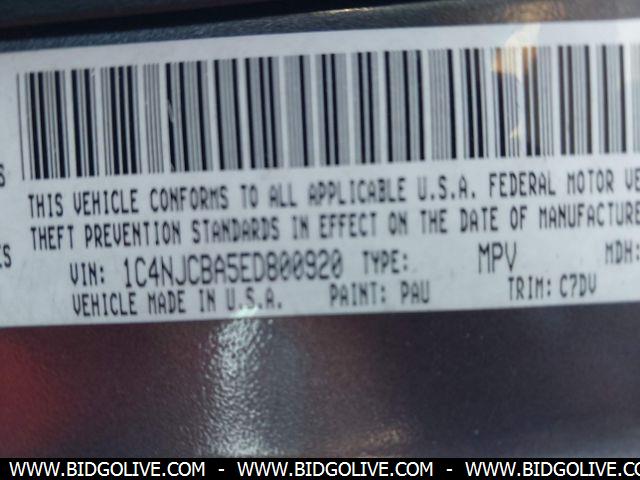 S
THIS VEHICLE CONFORMS TO ALL APPLICABLE U.S.A. FEDERAL MOTOR VE
THEFT PREVENTION STANDARDS IN EFFECT ON THE DATE OF MANUFACTURE
ES
VIN: 1C4NJCBA5ED800920 TYPE: MPV MDH:
VEHICLE MADE IN U.S.A. PAINT: PAU TRIM: C7DV
WWW.BIDGOLIVE.COM - WWW.BIDGOLIVE.COM - WWW.BIDGOLIVE.COM